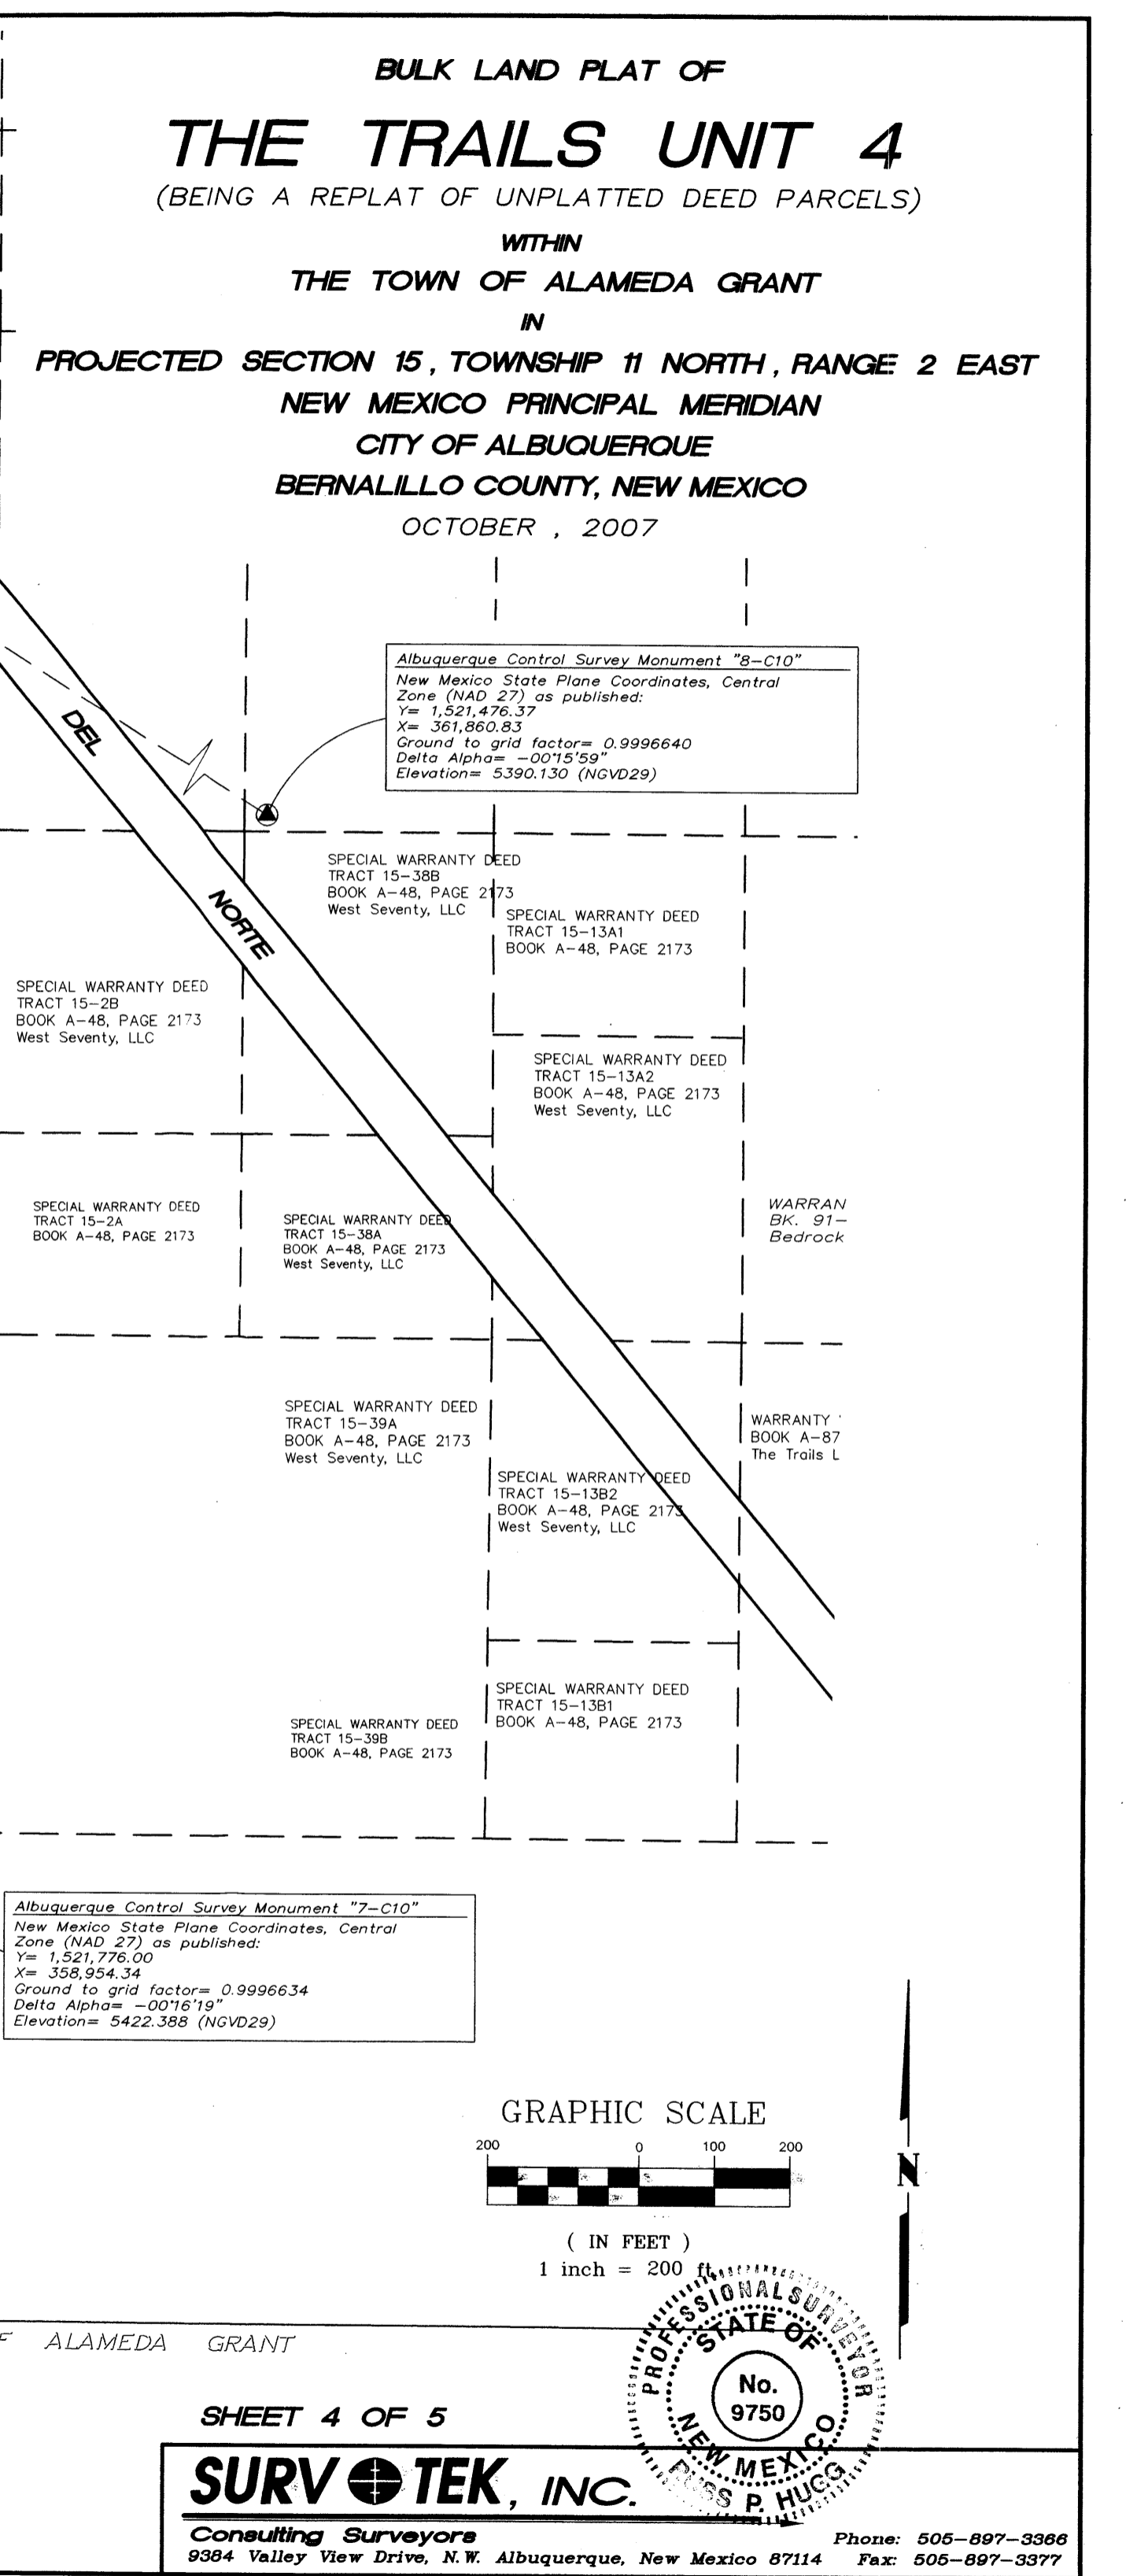 BULK LAND PLAT OF
THE TRAILS UNIT 4
(BEING A REPLAT OF UNPLATTED DEED PARCELS)
WITHIN
THE TOWN OF ALAMEDA GRANT
IN
PROJECTED SECTION 15, TOWNSHIP 11 NORTH, RANGE 2 EAST
NEW MEXICO PRINCIPAL MERIDIAN
CITY OF ALBUQUERQUE
BERNALILLO COUNTY, NEW MEXICO
OCTOBER , 2007
Albuquerque Control Survey Monument "8-C10"
New Mexico State Plane Coordinates, Central
Zone (NAD 27) as published:
Y= 1,521,476.37
X= 361,860.83
Ground to grid factor= 0.9996640
Delta Alpha= -00°15'59"
Elevation= 5390.130 (NGVD29)
DEL
NORTE
SPECIAL WARRANTY DEED
TRACT 15-38B
BOOK A-48, PAGE 2173
West Seventy, LLC
SPECIAL WARRANTY DEED
TRACT 15-13A1
BOOK A-48, PAGE 2173
SPECIAL WARRANTY DEED
TRACT 15-2B
BOOK A-48, PAGE 2173
West Seventy, LLC
SPECIAL WARRANTY DEED
TRACT 15-13A2
BOOK A-48, PAGE 2173
West Seventy, LLC
SPECIAL WARRANTY DEED
TRACT 15-2A
BOOK A-48, PAGE 2173
SPECIAL WARRANTY DEED
TRACT 15-38A
BOOK A-48, PAGE 2173
West Seventy, LLC
WARRAN
BK. 91-
Bedrock
SPECIAL WARRANTY DEED
TRACT 15-39A
BOOK A-48, PAGE 2173
West Seventy, LLC
WARRANTY
BOOK A-87
The Trails L
SPECIAL WARRANTY DEED
TRACT 15-13B2
BOOK A-48, PAGE 2173
West Seventy, LLC
SPECIAL WARRANTY DEED
TRACT 15-13B1
BOOK A-48, PAGE 2173
SPECIAL WARRANTY DEED
TRACT 15-39B
BOOK A-48, PAGE 2173
Albuquerque Control Survey Monument "7-C10"
New Mexico State Plane Coordinates, Central
Zone (NAD 27) as published:
Y= 1,521,776.00
X= 358,954.34
Ground to grid factor= 0.9996634
Delta Alpha= -00°16'19"
Elevation= 5422.388 (NGVD29)
GRAPHIC SCALE
200 0 100 200
( IN FEET )
1 inch = 200 ft.
N
ALAMEDA GRANT
PROFESSIONAL SURVEYOR
STATE OF
No.
9750
NEW MEXICO
RUSS P. HUGG
SHEET 4 OF 5
SURV TEK, INC.
Consulting Surveyors
9384 Valley View Drive, N.W. Albuquerque, New Mexico 87114
Phone: 505-897-3366
Fax: 505-897-3377